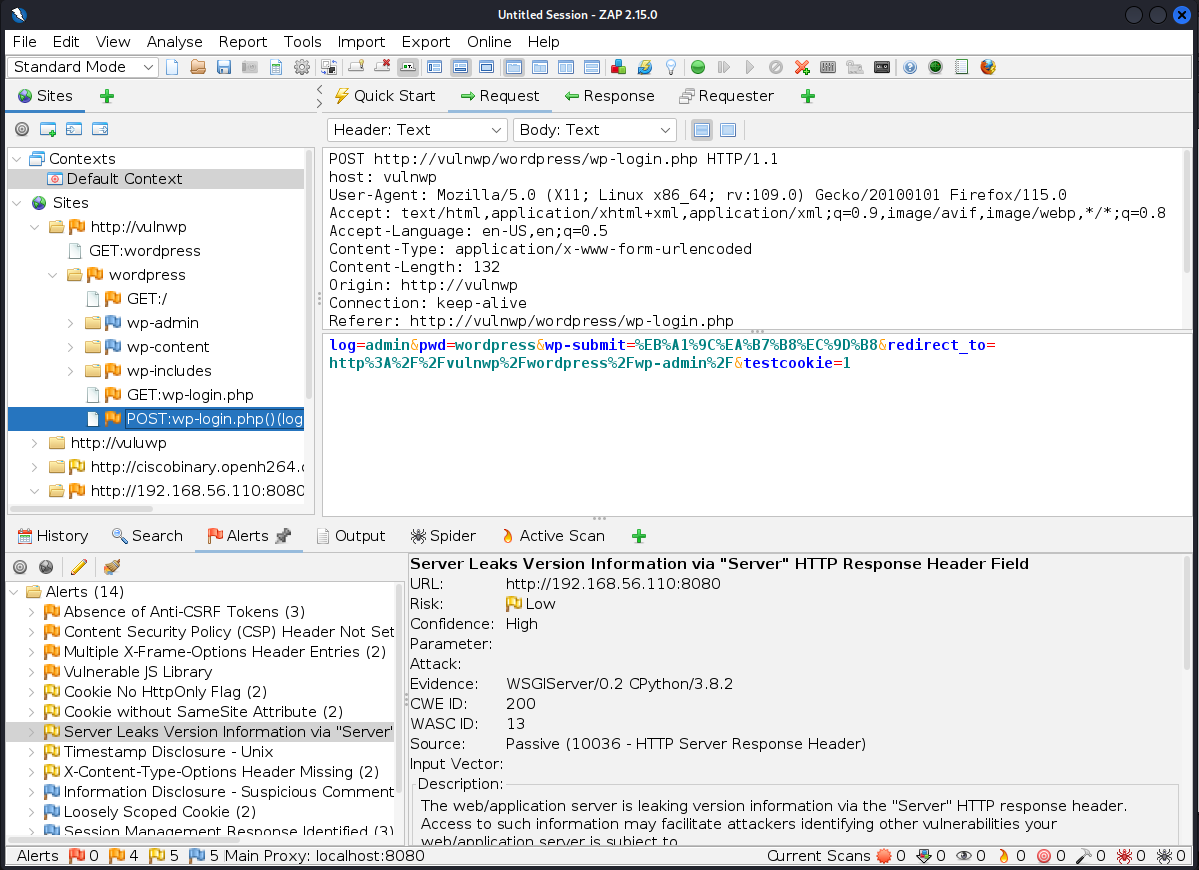 Untitled Session - ZAP 2.15.0
File Edit View Analyse Report Tools Import Export Online Help
Standard Mode
Sites
Quick Start Request Response Requester
Header: Text Body: Text
Contexts
Default Context
Sites
http://vulnwp
GET:wordpress
wordpress
GET:/
wp-admin
wp-content
wp-includes
GET:wp-login.php
POST:wp-login.php()(log
http://vuluwp
http://ciscobinary.openh264.c
http://192.168.56.110:8080
POST http://vulnwp/wordpress/wp-login.php HTTP/1.1
host: vulnwp
User-Agent: Mozilla/5.0 (X11; Linux x86_64; rv:109.0) Gecko/20100101 Firefox/115.0
Accept: text/html,application/xhtml+xml,application/xml;q=0.9,image/avif,image/webp,*/*;q=0.8
Accept-Language: en-US,en;q=0.5
Content-Type: application/x-www-form-urlencoded
Content-Length: 132
Origin: http://vulnwp
Connection: keep-alive
Referer: http://vulnwp/wordpress/wp-login.php
log=admin&pwd=wordpress&wp-submit=%EB%A1%9C%EA%B7%B8%EC%9D%B8&redirect_to=
http%3A%2F%2Fvulnwp%2Fwordpress%2Fwp-admin%2F&testcookie=1
History Search Alerts Output Spider Active Scan
Alerts (14)
Absence of Anti-CSRF Tokens (3)
Content Security Policy (CSP) Header Not Set
Multiple X-Frame-Options Header Entries (2)
Vulnerable JS Library
Cookie No HttpOnly Flag (2)
Cookie without SameSite Attribute (2)
Server Leaks Version Information via "Server"
Timestamp Disclosure - Unix
X-Content-Type-Options Header Missing (2)
Information Disclosure - Suspicious Comment
Loosely Scoped Cookie (2)
Session Management Response Identified (3)
Server Leaks Version Information via "Server" HTTP Response Header Field
URL: http://192.168.56.110:8080
Risk: Low
Confidence: High
Parameter:
Attack:
Evidence: WSGIServer/0.2 CPython/3.8.2
CWE ID: 200
WASC ID: 13
Source: Passive (10036 - HTTP Server Response Header)
Input Vector:
Description:
The web/application server is leaking version information via the "Server" HTTP response header.
Access to such information may facilitate attackers identifying other vulnerabilities your
web/application server is subject to.
Alerts 0 4 5 5 Main Proxy: localhost:8080 Current Scans 0 0 0 0 0 0 0 0